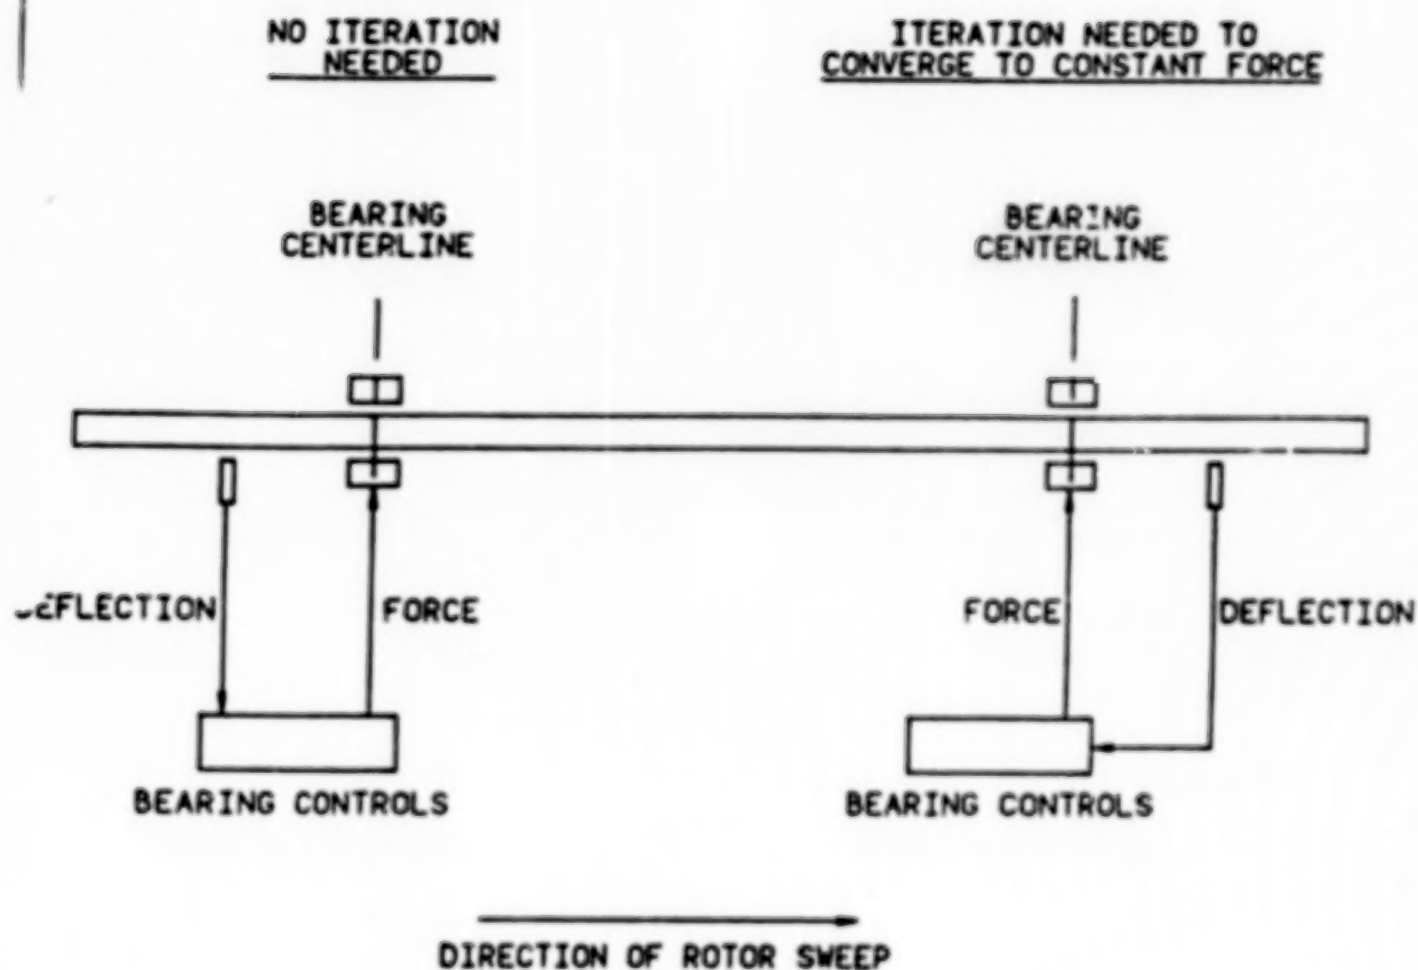 NO ITERATION
NEEDED
ITERATION NEEDED TO
CONVERGE TO CONSTANT FORCE
BEARING
CENTERLINE
BEARING
CENTERLINE
FORCE
FORCE
DEFLECTION
BEARING CONTROLS
BEARING CONTROLS
DIRECTION OF ROTOR SWEEP